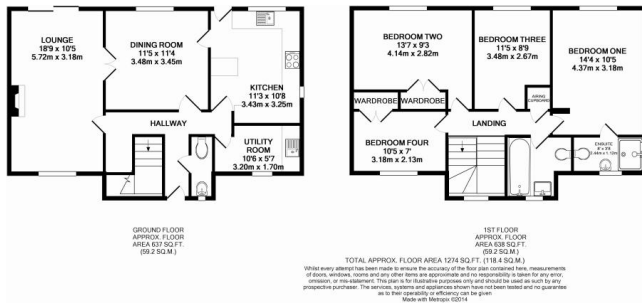 LOUNGE
18'9 x 10'5
5.72m x 3.18m
DINING ROOM
11'5 x 11'4
3.48m x 3.45m
KITCHEN
11'3 x 10'8
3.43m x 3.25m
HALLWAY
UTILITY
ROOM
10'6 x 5'7
3.20m x 1.70m
GROUND FLOOR
APPROX. FLOOR
AREA 637 SQ.FT.
(59.2 SQ.M.)
BEDROOM TWO
13'7 x 9'3
4.14m x 2.82m
BEDROOM THREE
11'5 x 8'9
3.48m x 2.67m
BEDROOM ONE
14'4 x 10'5
4.37m x 3.18m
WARDROBE
WARDROBE
AIRING
CUPBOARD
LANDING
BEDROOM FOUR
10'5 x 7'
3.18m x 2.13m
ENSUITE
1ST FLOOR
APPROX. FLOOR
AREA 638 SQ.FT.
(59.2 SQ.M.)
TOTAL APPROX. FLOOR AREA 1274 SQ.FT. (118.4 SQ.M.)
Whilst every attempt has been made to ensure the accuracy of the floor plan contained here, measurements
of doors, windows, rooms and any other items are approximate and no responsibility is taken for any error,
omission, or mis-statement. This plan is for illustrative purposes only and should be used as such by any
prospective purchaser. The services, systems and appliances shown have not been tested and no guarantee
as to their operability or efficiency can be given
Made with Metropix ©2014